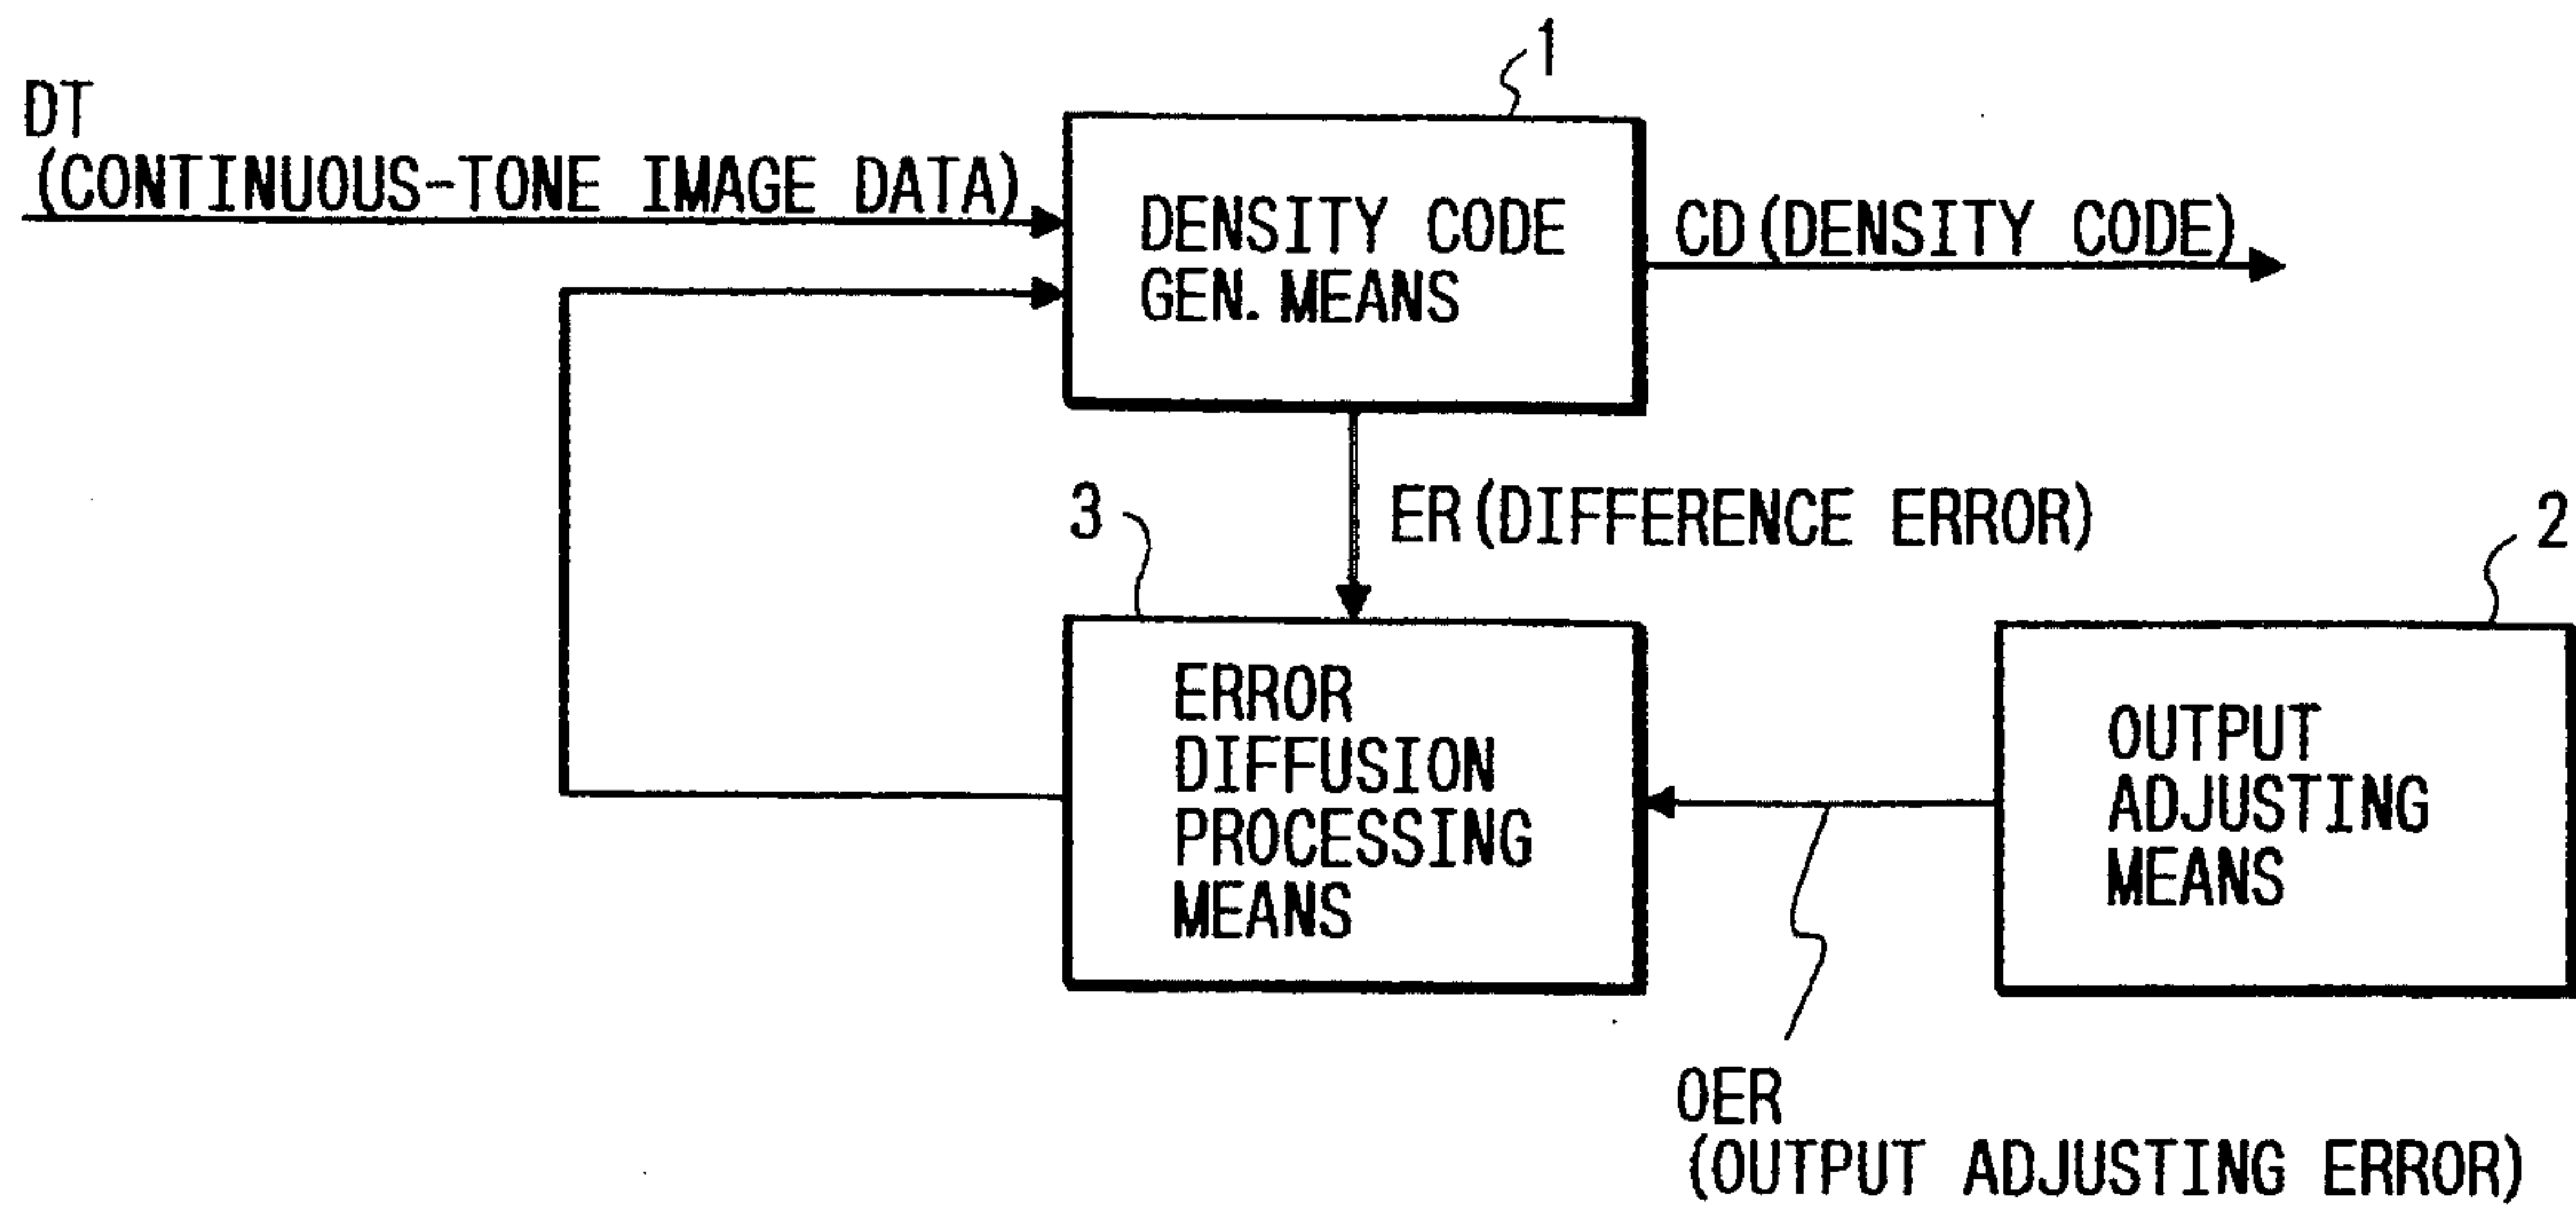 1
DT
(CONTINUOUS-TONE IMAGE DATA)
DENSITY CODE
GEN. MEANS
CD(DENSITY CODE)
3
ER(DIFFERENCE ERROR)
2
ERROR
DIFFUSION
PROCESSING
MEANS
OUTPUT
ADJUSTING
MEANS
OER
(OUTPUT ADJUSTING ERROR)